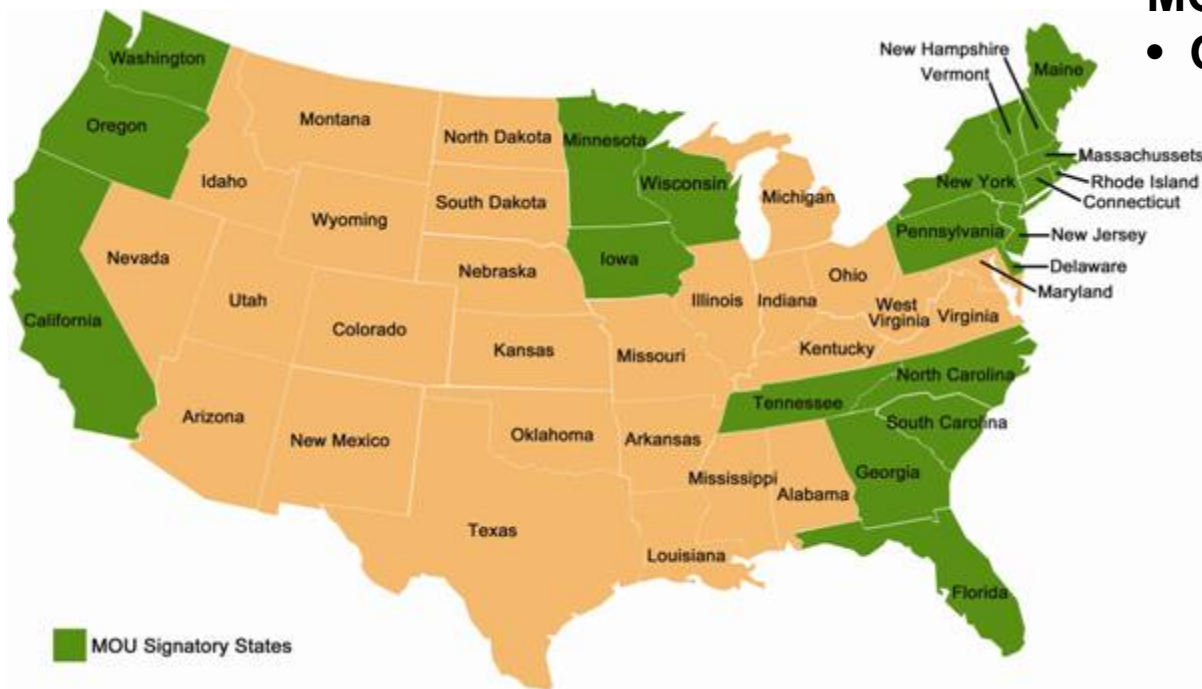 MO
• C
New Hampshire
Vermont
Maine
Washington
Oregon
Montana
North Dakota
Minnesota
Massachussets
Idaho
Wisconsin
Michigan
New York
Rhode Island
Connecticut
South Dakota
Wyoming
Pennsylvania
New Jersey
Nevada
Nebraska
Iowa
Ohio
Delaware
Maryland
Utah
Illinois
Indiana
West
Virginia
Virginia
California
Colorado
Kansas
Missouri
Kentucky
North Carolina
Tennessee
Arizona
New Mexico
Oklahoma
Arkansas
South Carolina
Mississippi
Alabama
Georgia
Texas
Louisiana
Florida
MOU Signatory States